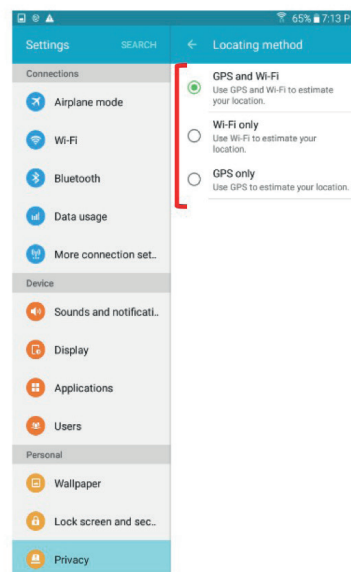 65% 7:13 P
Settings SEARCH
Connections
Airplane mode
Wi-Fi
Bluetooth
Data usage
More connection set..
Device
Sounds and notificati..
Display
Applications
Users
Personal
Wallpaper
Lock screen and sec..
Privacy
Locating method
GPS and Wi-Fi
Use GPS and Wi-Fi to estimate
your location.
Wi-Fi only
Use Wi-Fi to estimate your
location.
GPS only
Use GPS to estimate your location.